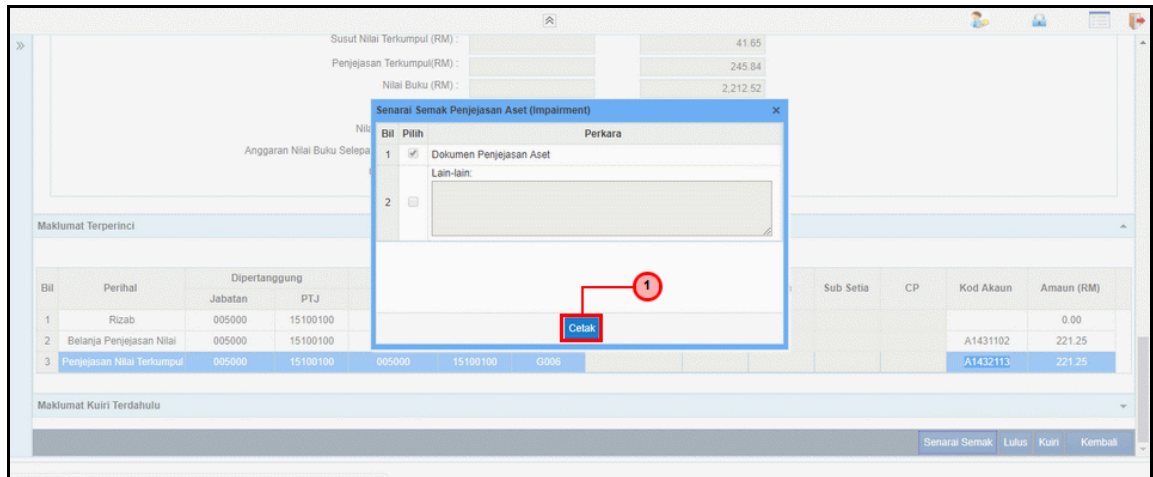 Susut Nilai Terkumpul (RM) : 41.65
Penjejasan Terkumpul(RM) : 245.84
Nilai Buku (RM) : 2,212.52
Senarai Semak Penjejasan Aset (Impairment) ×
Bil Pilih Perkara
1 Dokumen Penjejasan Aset
Lain-lain:
2
Anggaran Nilai Buku
1
Cetak
Maklumat Terperinci
Bil Perihal Dipertanggung Sub Setia CP Kod Akaun Amaun (RM)
Jabatan PTJ
1 Rizab 005000 15100100 0.00
2 Belanja Penjejasan Nilai 005000 15100100 A1431102 221.25
3 Penjejasan Nilai Terkumpul 005000 15100100 005000 15100100 G006 A1432113 221.25
Maklumat Kuiri Terdahulu
Senarai Semak Lulus Kuiri Kembali